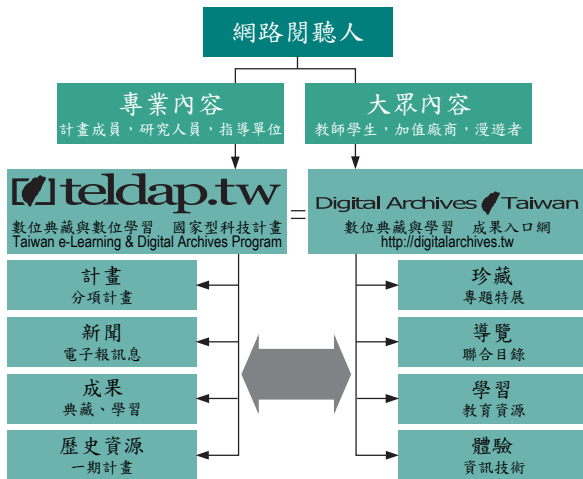 網路閱聽人
專業內容
計畫成員，研究人員，指導單位
大眾內容
教師學生，加值廠商，漫遊者
teldap.tw
數位典藏與數位學習 國家型科技計畫
Taiwan e-Learning & Digital Archives Program
=
Digital Archives Taiwan
數位典藏與學習 成果入口網
http://digitalarchives.tw
計畫
分項計畫
新聞
電子報訊息
成果
典藏、學習
歷史資源
一期計畫
珍藏
專題特展
導覽
聯合目錄
學習
教育資源
體驗
資訊技術